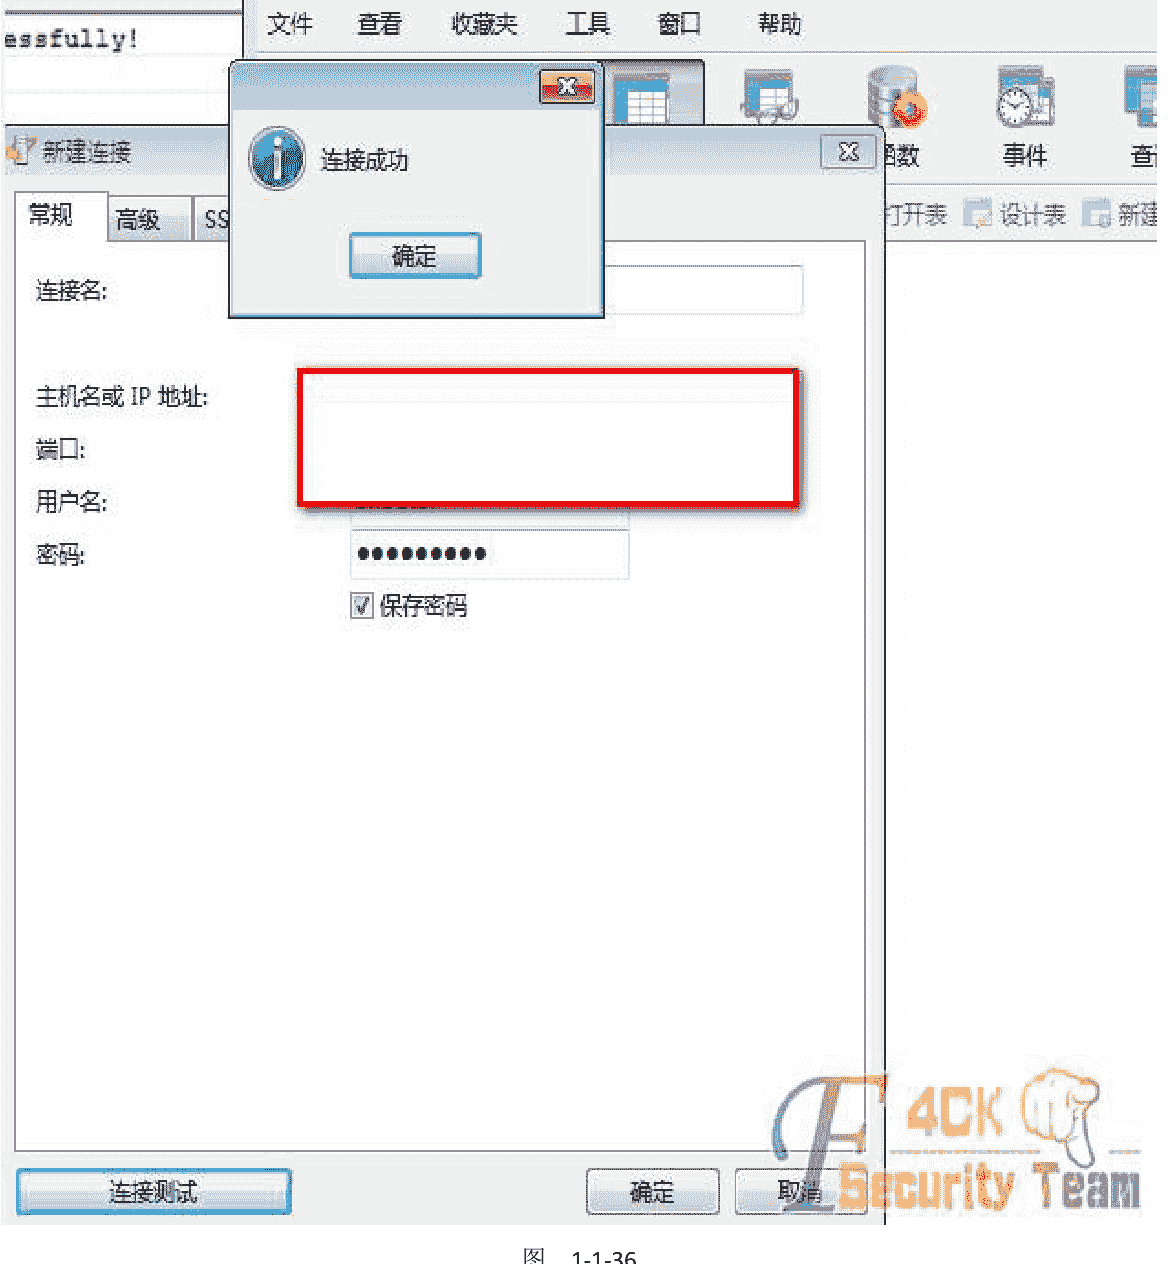 essfully!
文件 查看 收藏夹 工具 窗口 帮助
新建连接
连接成功
确定
函数 事件
打开表 设计表 新建
常规 高级 SS
连接名:
主机名或 IP 地址:
端口:
用户名:
密码:
保存密码
连接测试 确定 取消
F4CK
Security Team
图 1-1-36